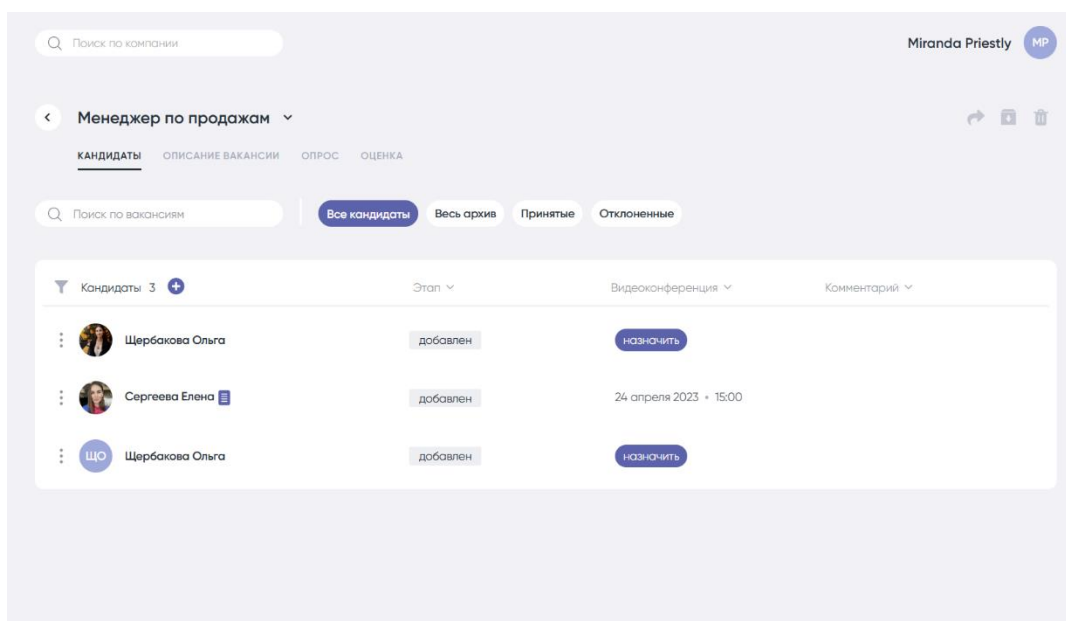 Поиск по компании
Miranda Priestly MP
Менеджер по продажам
КАНДИДАТЫ ОПИСАНИЕ ВАКАНСИИ ОПРОС ОЦЕНКА
Поиск по вакансиям Все кандидаты Весь архив Принятые Отклоненные
Кандидаты 3 Этап Видеоконференция Комментарий
Щербакова Ольга добавлен назначить
Сергеева Елена добавлен 24 апреля 2023 • 15:00
ЩО Щербакова Ольга добавлен назначить